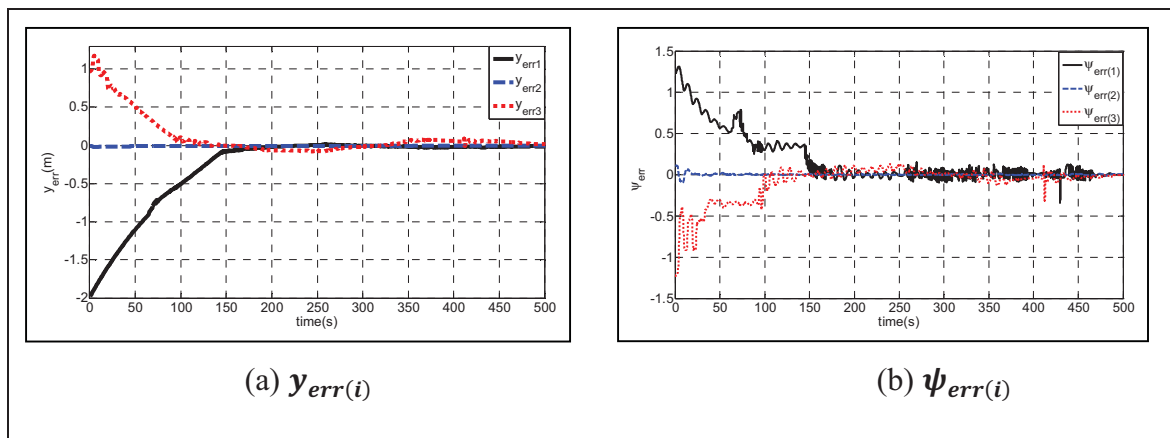 1
0.5
0
-0.5
-1
-1.5
-2
y_err(m)
0 50 100 150 200 250 300 350 400 450 500
time(s)
y_err1
y_err2
y_err3
(a) y_err(i)
1.5
1
0.5
0
-0.5
-1
-1.5
ψ_err
0 50 100 150 200 250 300 350 400 450 500
time(s)
ψ_err(1)
ψ_err(2)
ψ_err(3)
(b) ψ_err(i)